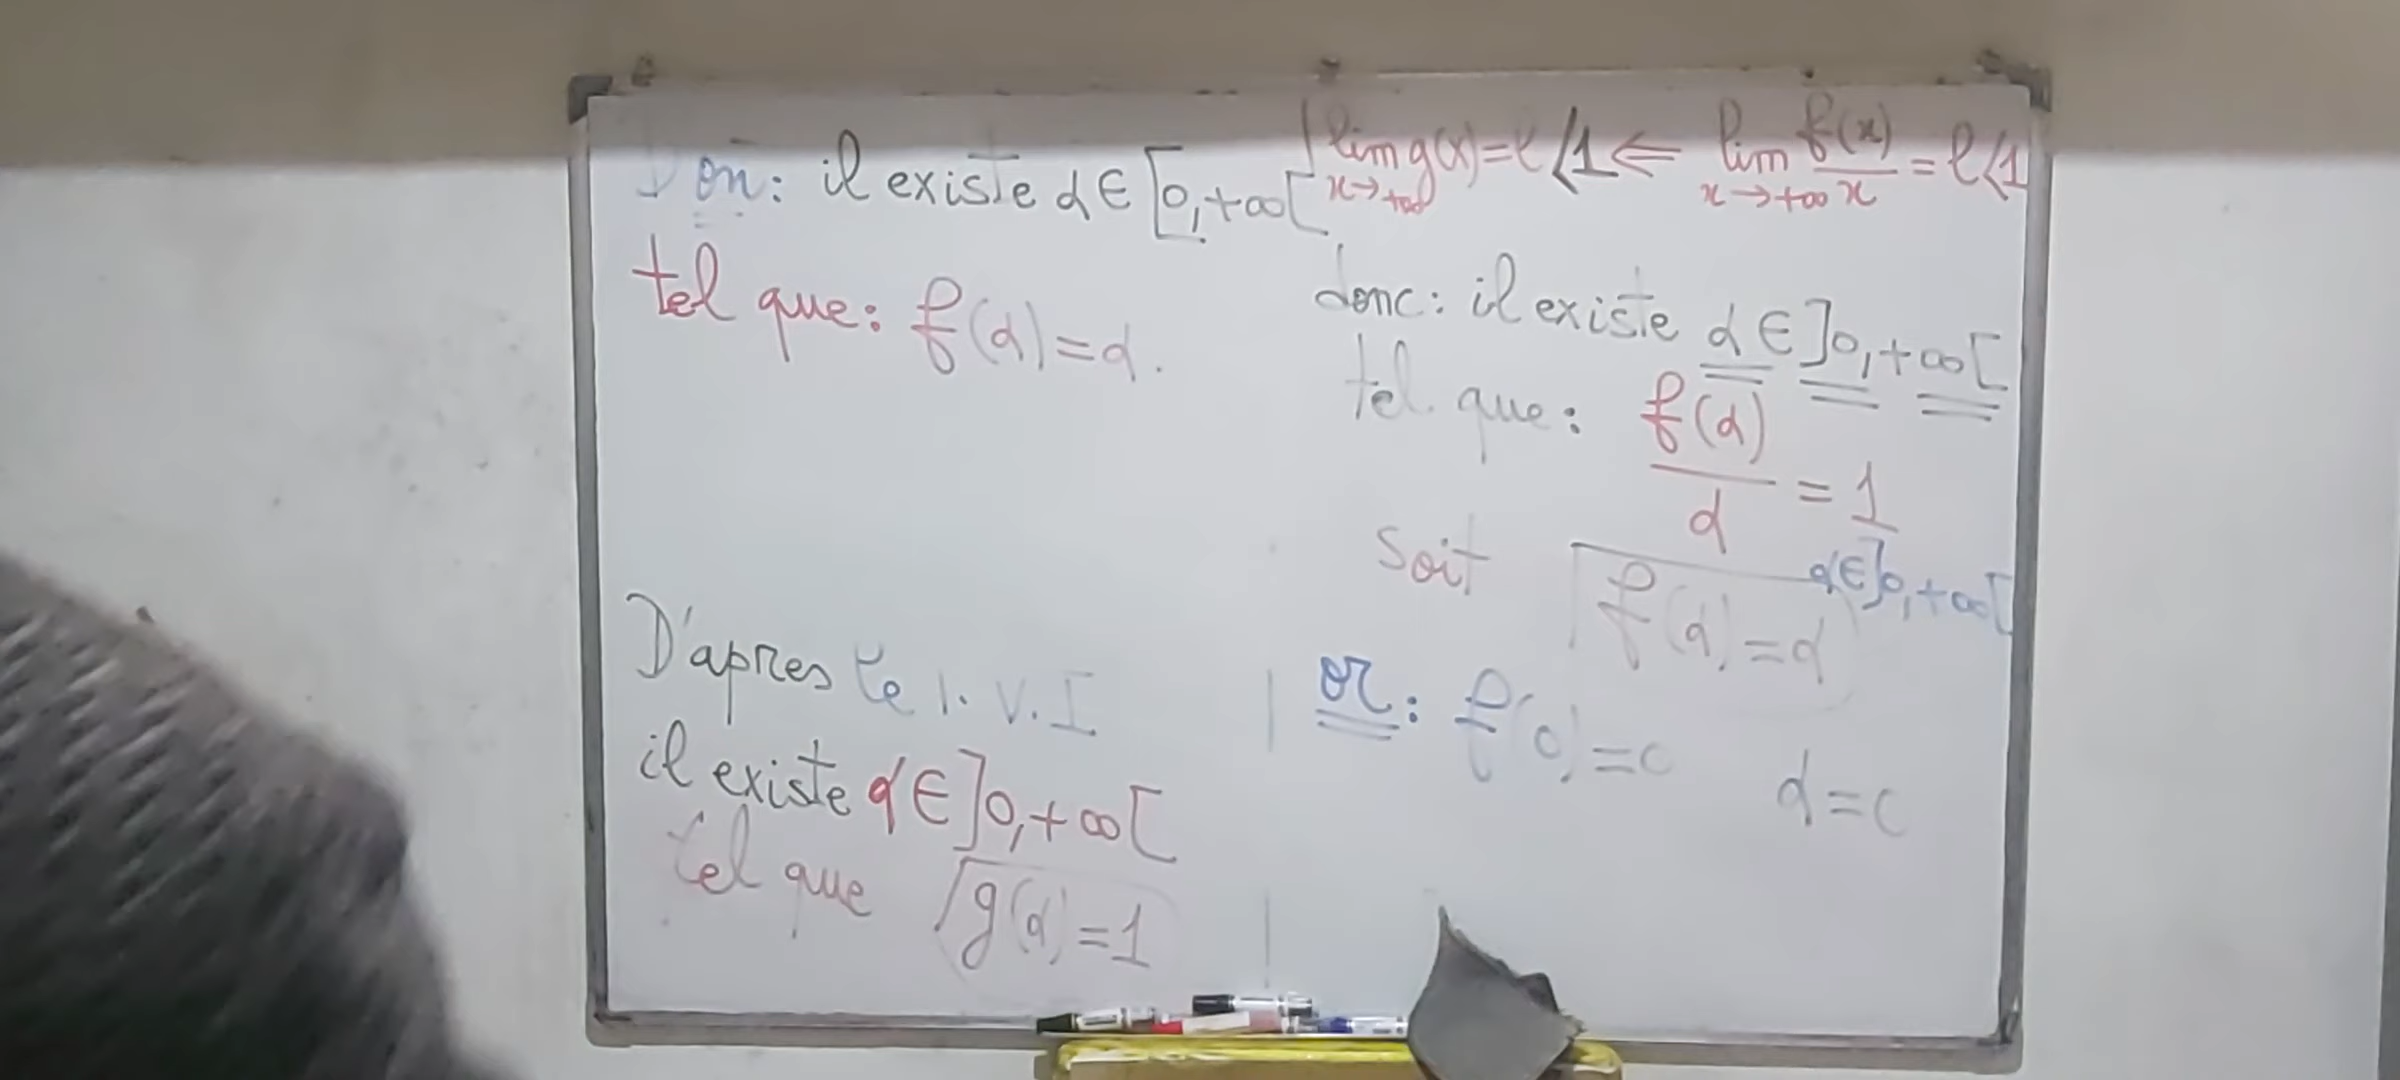 Don: il existe α ∈ [0, +∞[
tel que: f(α) = α.
D'après le T.V.I
il existe α ∈ ]0, +∞[
tel que g(α) = 1
lim g(x) = l < 1 ⇐ lim f(x)/x = l < 1
x→+∞ x→+∞
donc: il existe α ∈ ]0, +∞[
tel que: f(α)/α = 1
soit f(α) = α α ∈ ]0, +∞[
or: f(0) = 0 α = 0